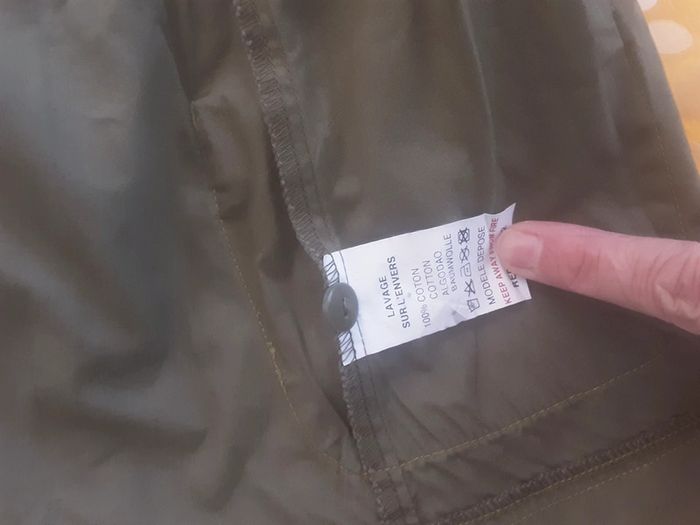 LAVAGE
SUR L'ENVERS
100% COTON
COTTON
ALGODAO
BAUMWOLLE
MODELE DEPOSE
KEEP AWAY FROM FIRE